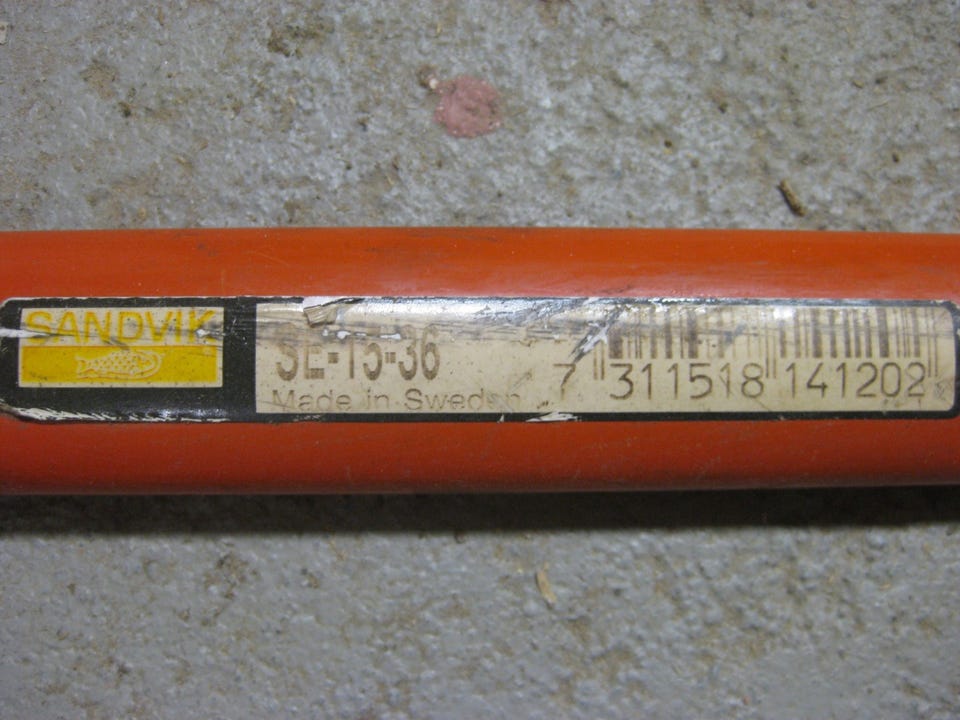 SANDVIK
SE-15-36
Made in Sweden
7 311518 141202